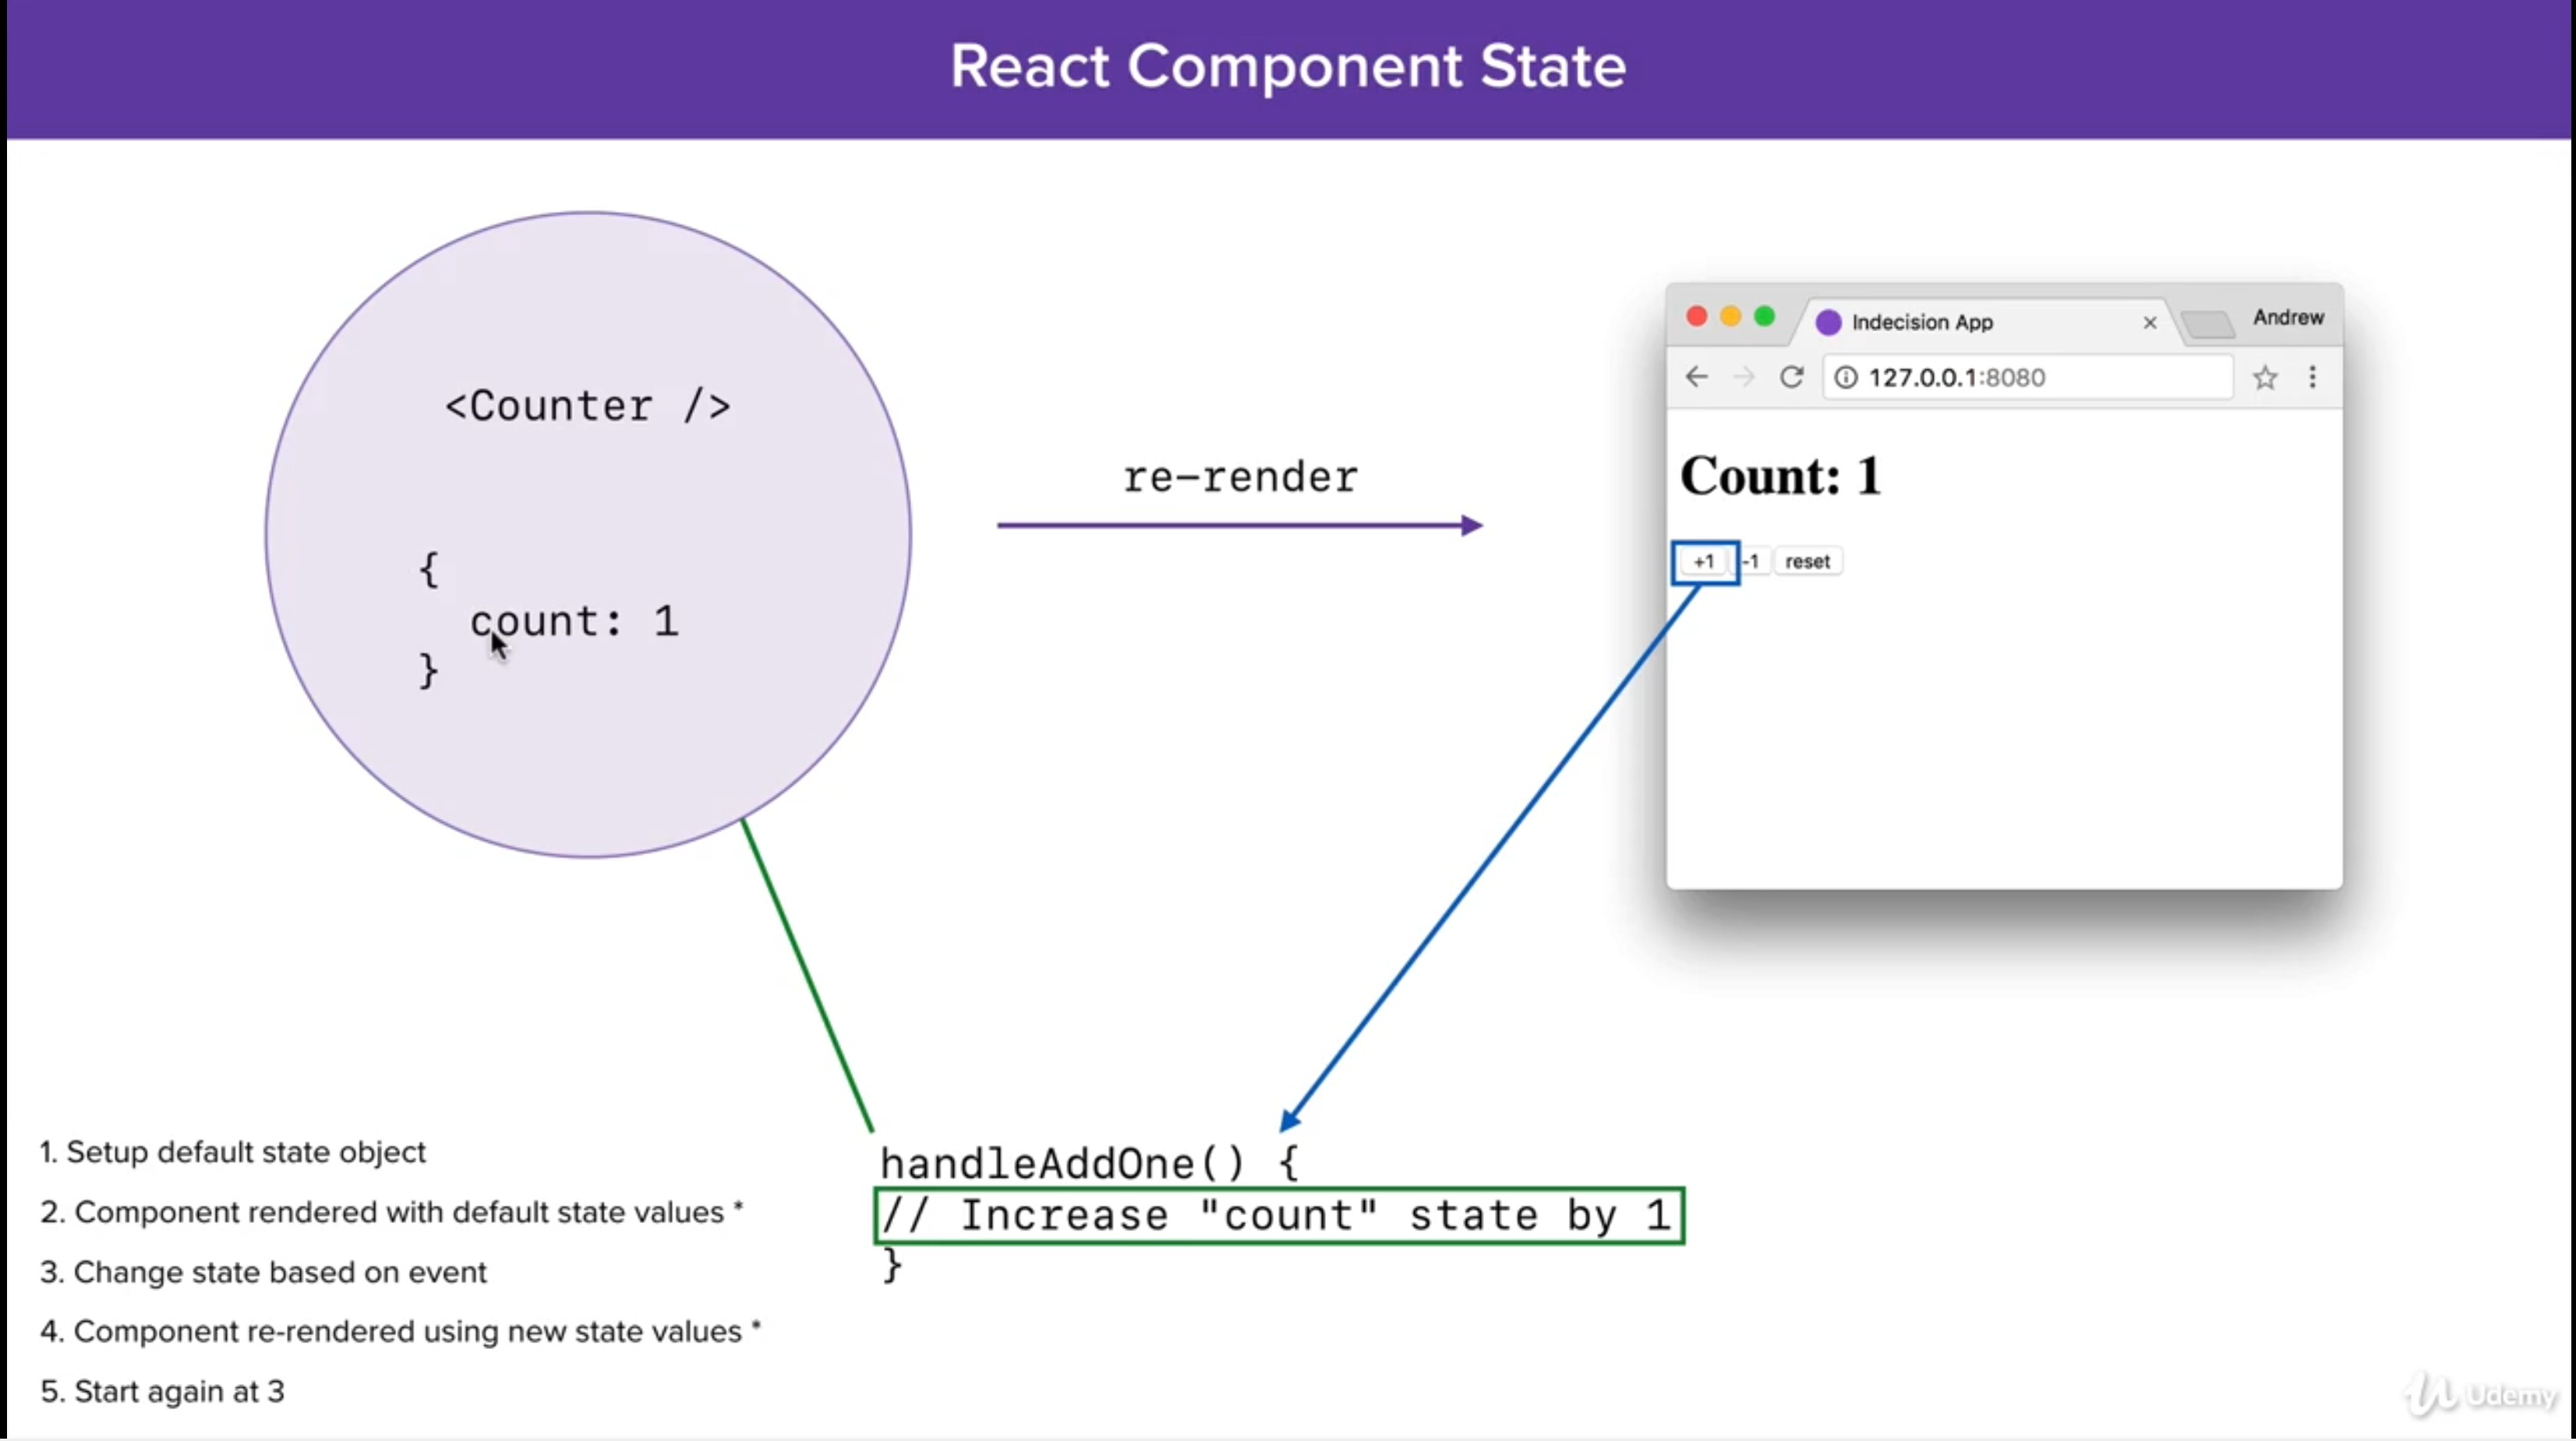 React Component State
<Counter />
{
count: 1
}
re-render
Indecision App
Andrew
127.0.0.1:8080
Count: 1
+1 -1 reset
handleAddOne() {
// Increase "count" state by 1
}
1. Setup default state object
2. Component rendered with default state values *
3. Change state based on event
4. Component re-rendered using new state values *
5. Start again at 3
Udemy